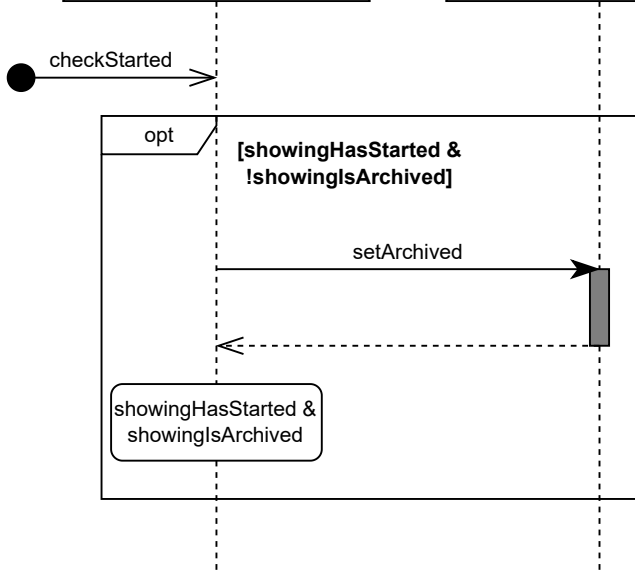 checkStarted
opt
[showingHasStarted &
!showingIsArchived]
setArchived
showingHasStarted &
showingIsArchived